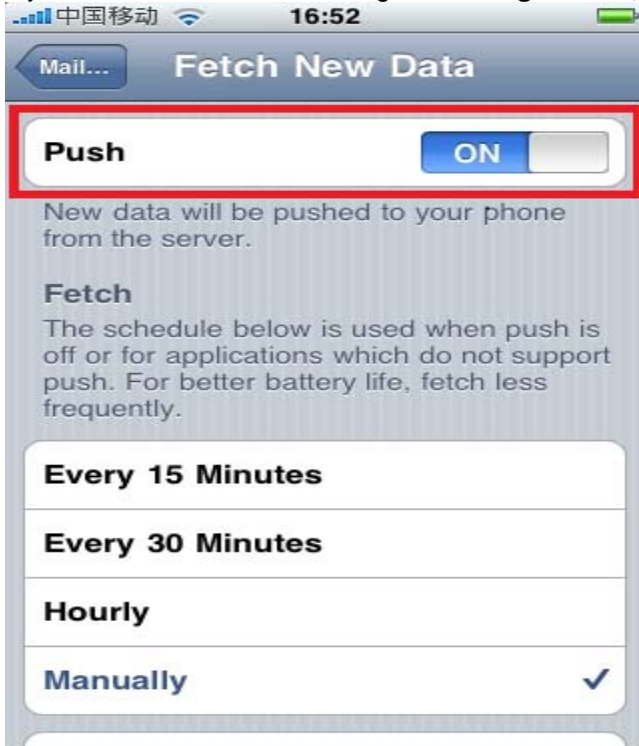 中国移动 16:52
Mail... Fetch New Data
Push ON
New data will be pushed to your phone
from the server.
Fetch
The schedule below is used when push is
off or for applications which do not support
push. For better battery life, fetch less
frequently.
Every 15 Minutes
Every 30 Minutes
Hourly
Manually